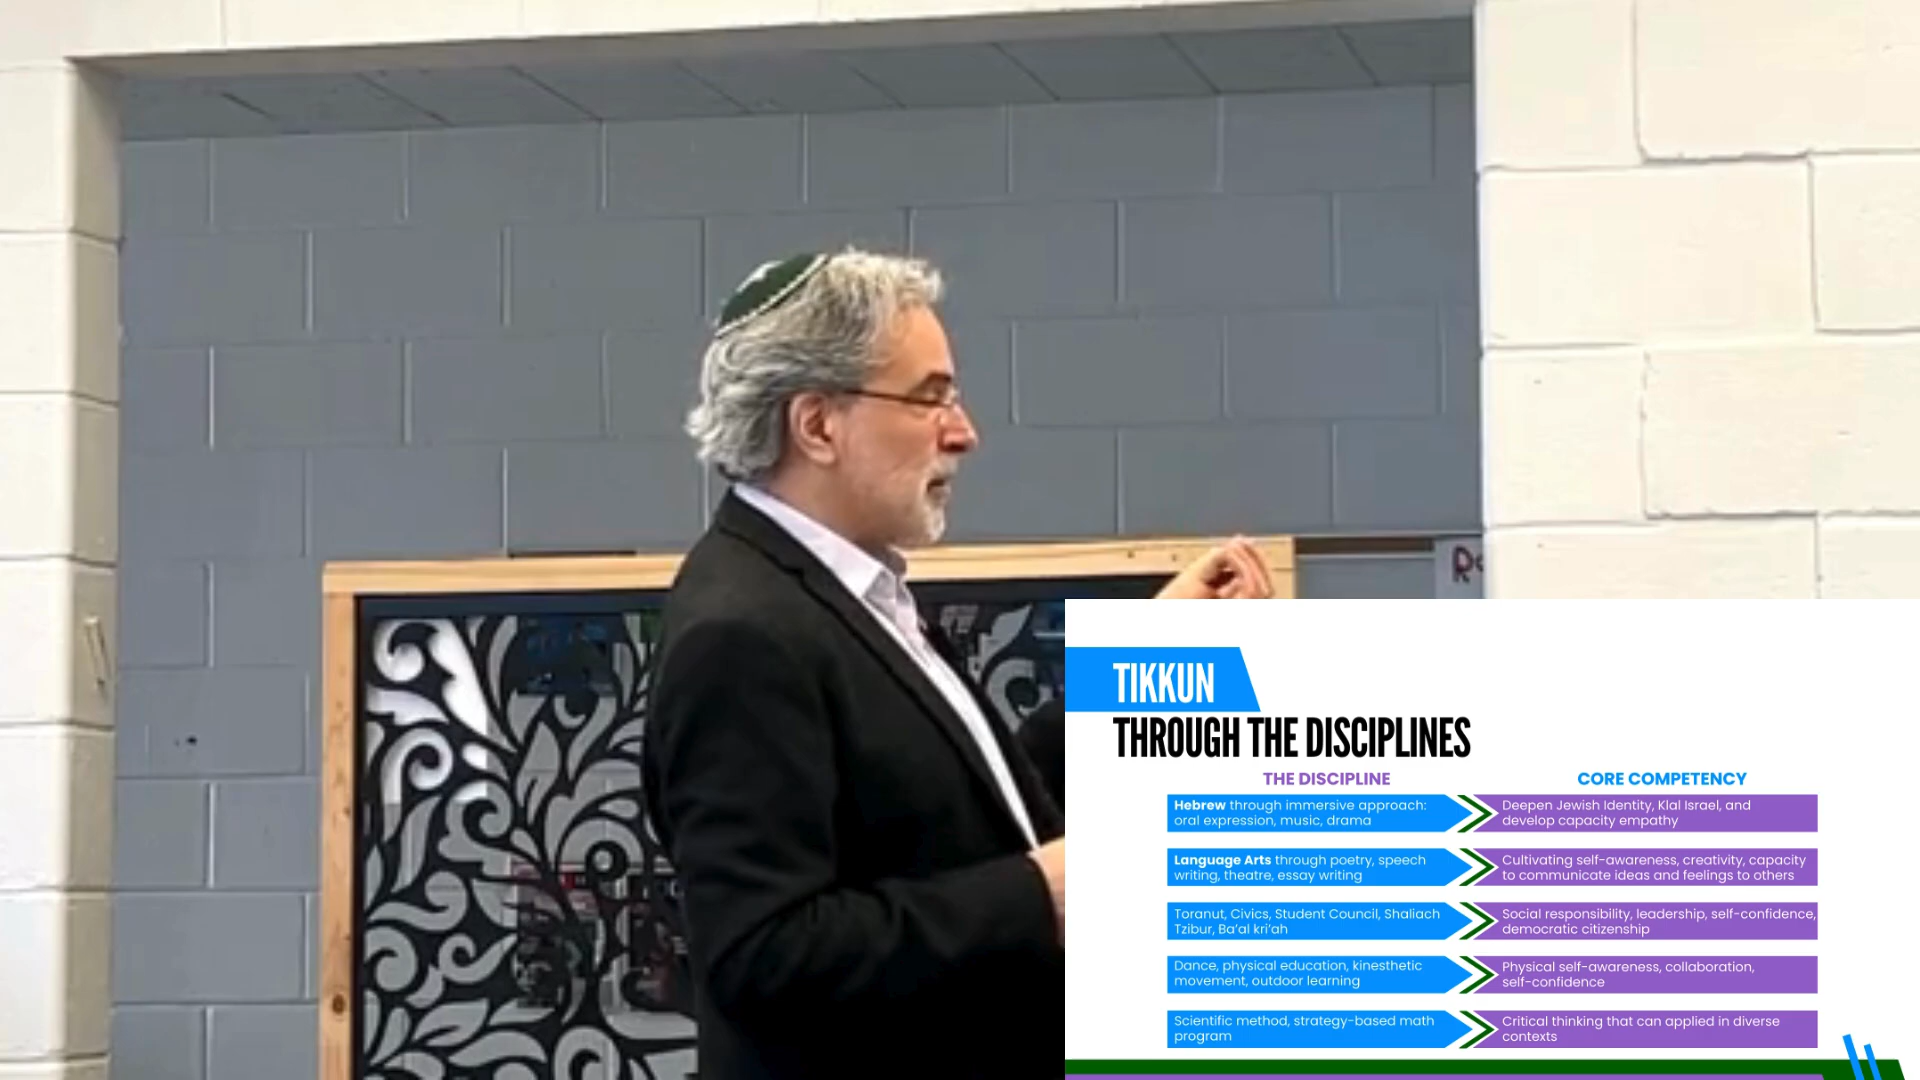 TIKKUN
THROUGH THE DISCIPLINES
THE DISCIPLINE
CORE COMPETENCY
Hebrew through immersive approach:
oral expression, music, drama
Deepen Jewish Identity, Klal Israel, and
develop capacity empathy
Language Arts through poetry, speech
writing, theatre, essay writing
Cultivating self-awareness, creativity, capacity
to communicate ideas and feelings to others
Toranut, Civics, Student Council, Shaliach
Tzibur, Ba'al kri'ah
Social responsibility, leadership, self-confidence,
democratic citizenship
Dance, physical education, kinesthetic
movement, outdoor learning
Physical self-awareness, collaboration,
self-confidence
Scientific method, strategy-based math
program
Critical thinking that can applied in diverse
contexts